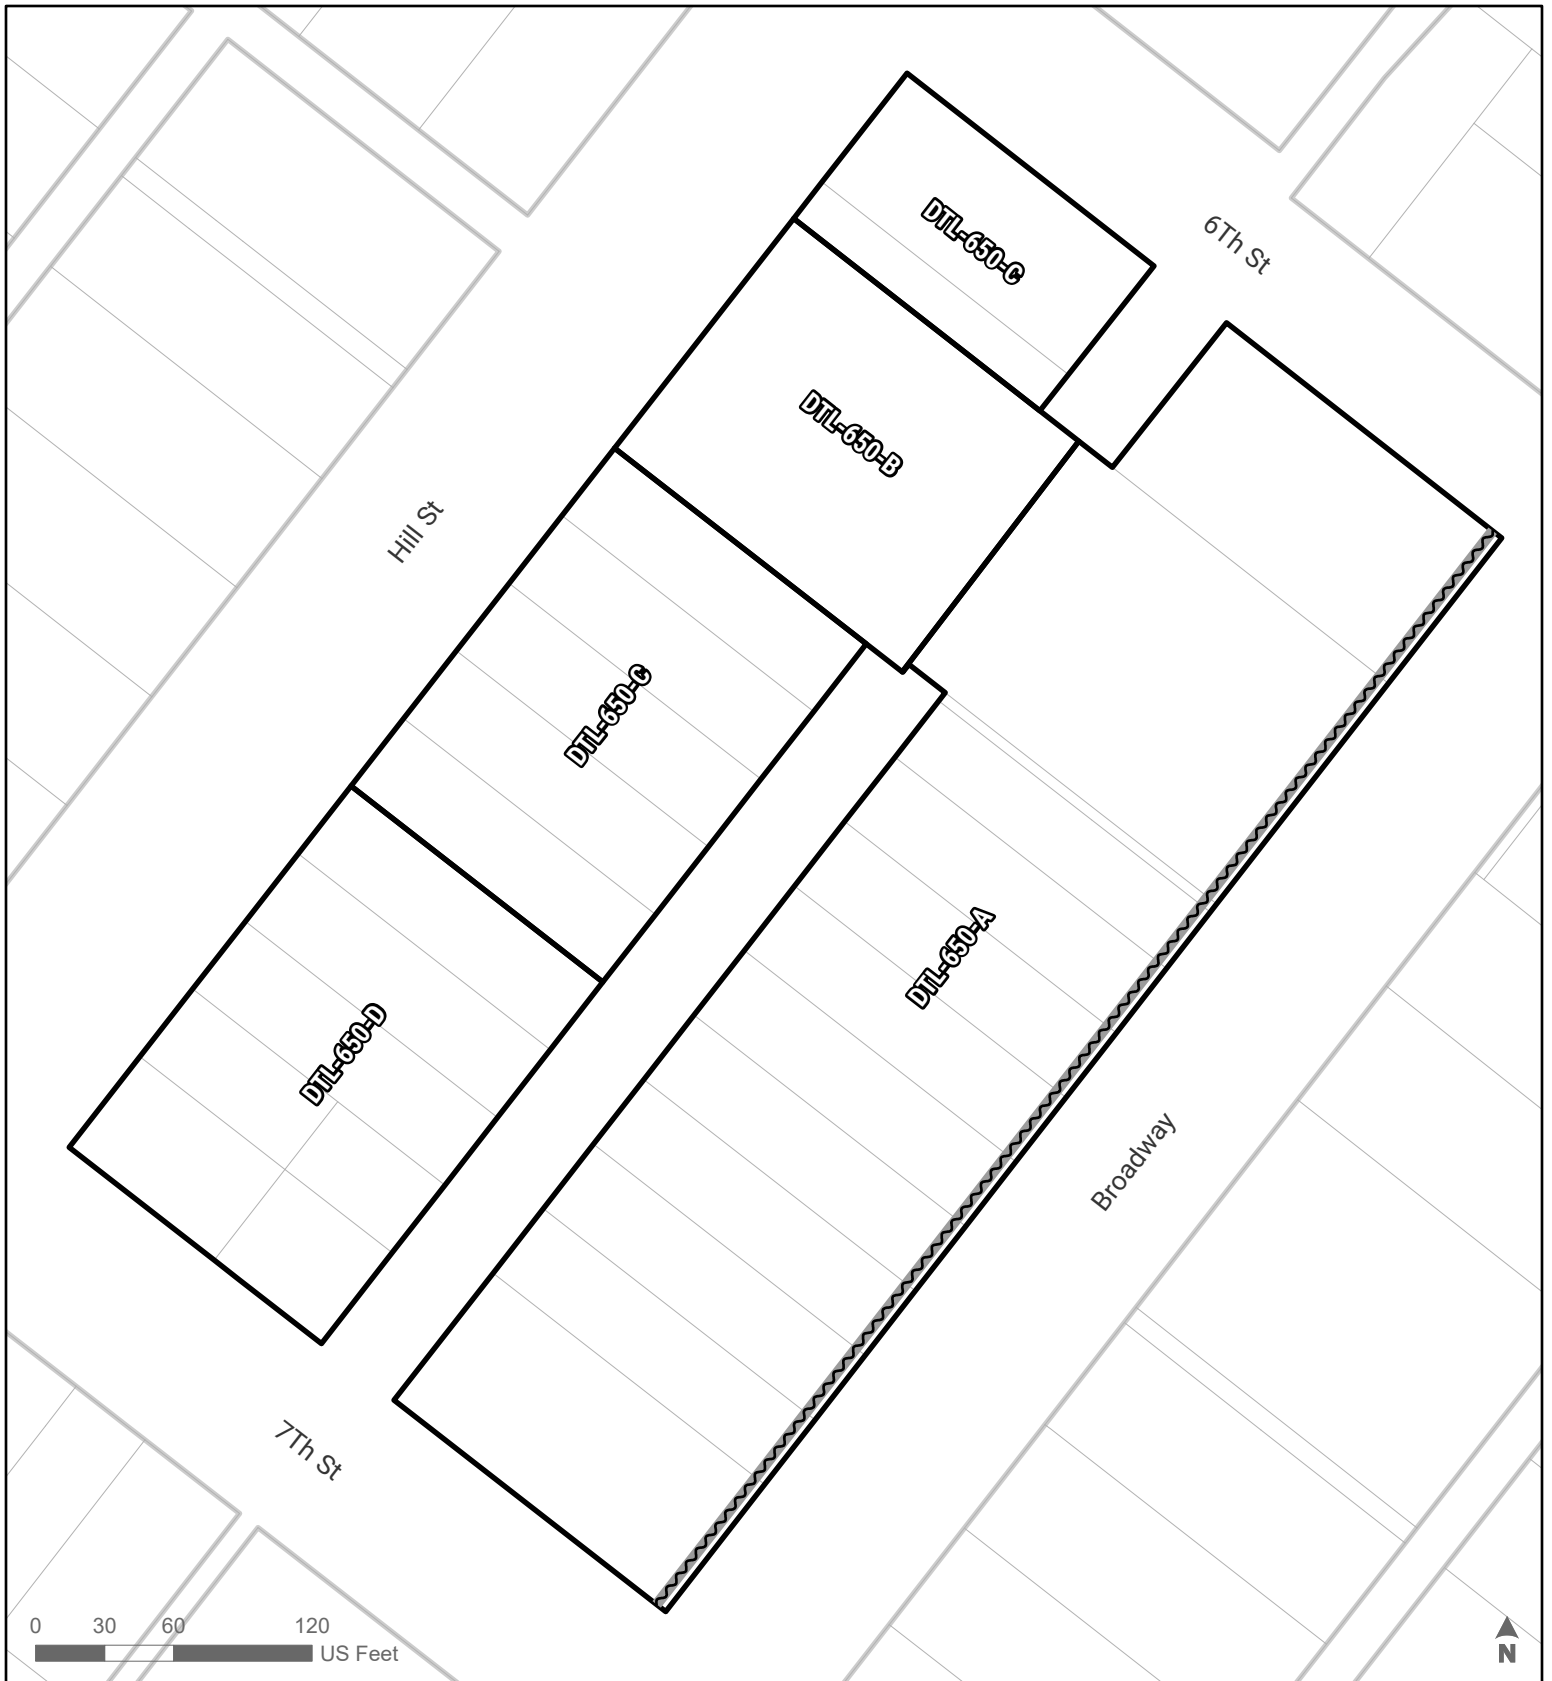 DTL-650-C
6Th St
DTL-650-B
Hill St
DTL-650-C
DTL-650-A
DTL-650-D
Broadway
7Th St
0 30 60 120
US Feet
N